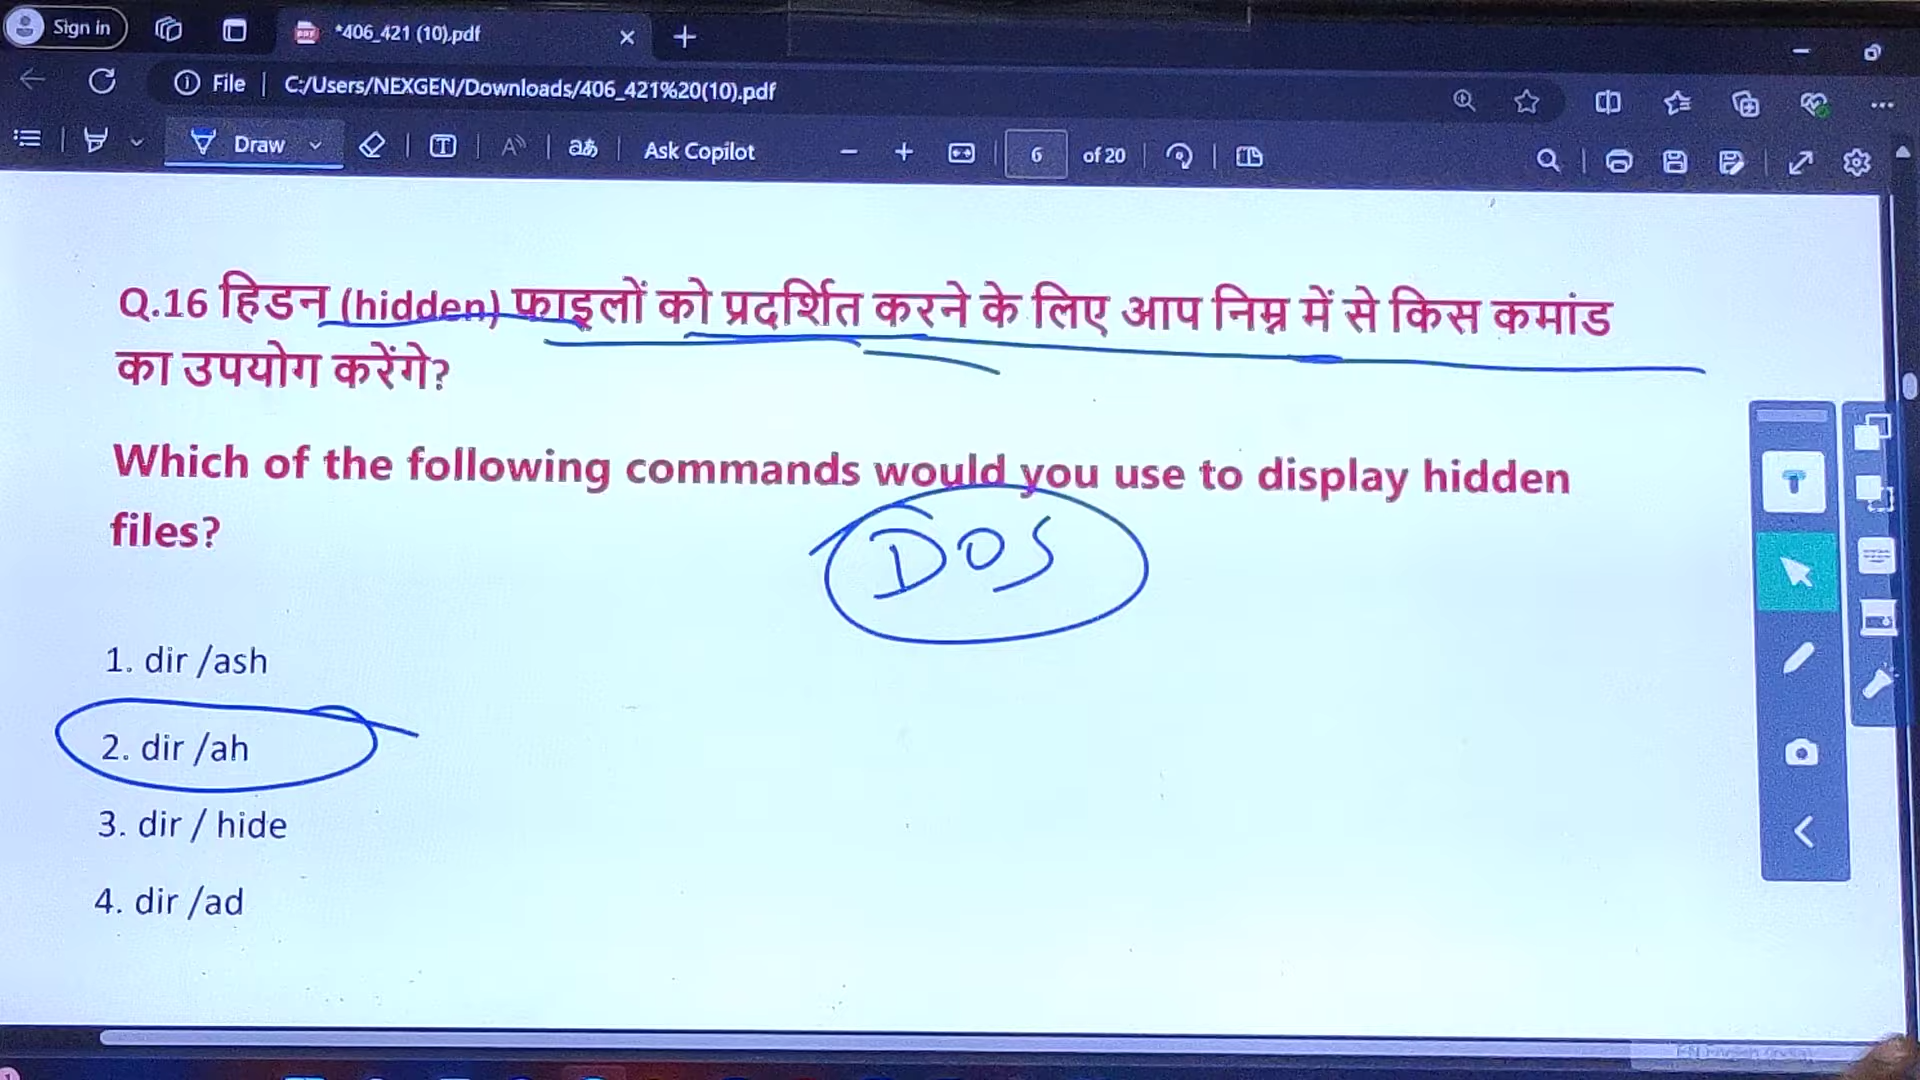 Sign in
*406_421 (10).pdf
File
C:/Users/NEXGEN/Downloads/406_421%20(10).pdf
Draw
Ask Copilot
6
of 20
Q.16 हिडन (hidden) फाइलों को प्रदर्शित करने के लिए आप निम्न में से किस कमांड
का उपयोग करेंगे?
Which of the following commands would you use to display hidden
files?
DOS
1. dir /ash
2. dir /ah
3. dir / hide
4. dir /ad